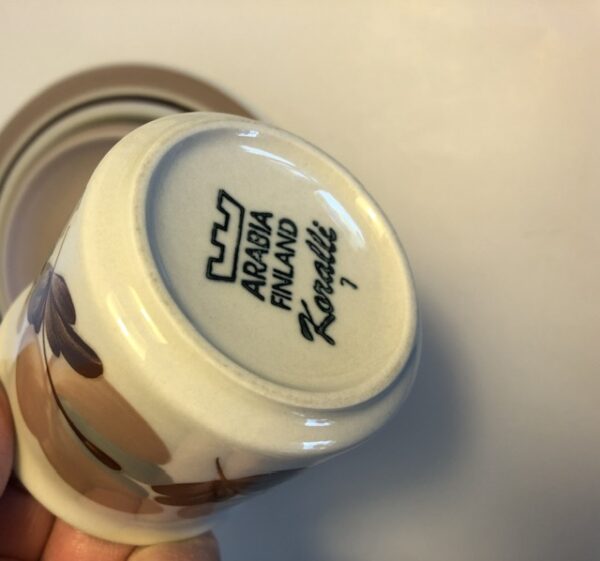 ARABIA
FINLAND
Koralli
7